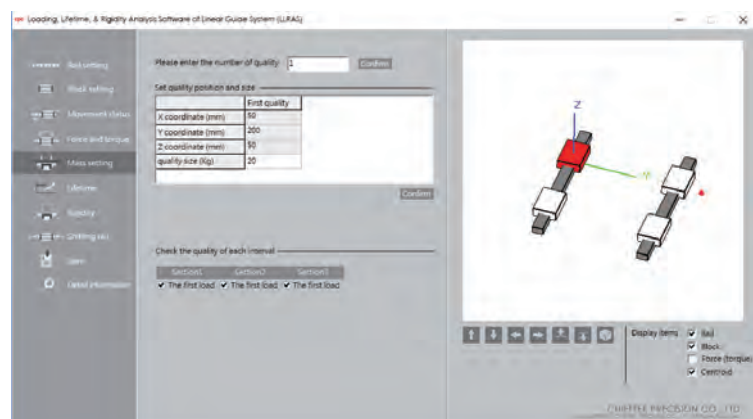 Loading, Lifetime, & Rigidity Analysis Software of Linear Guide System (LLRAS)
Rail setting
Block setting
Movement status
Force and torque
Mass setting
Lifetime
Rigidity
Save
Detail information
Please enter the number of quality
1
Confirm
Set quality position and size
First quality
X coordinate (mm) 50
Y coordinate (mm) 200
Z coordinate (mm) 50
quality size (Kg) 20
Confirm
Check the quality of each interval
Section1 Section2 Section3
The first load The first load The first load
Z
Y
Display items
Rail
Block
Force (torque)
Centroid
CHIEFTEK PRECISION CO., LTD.